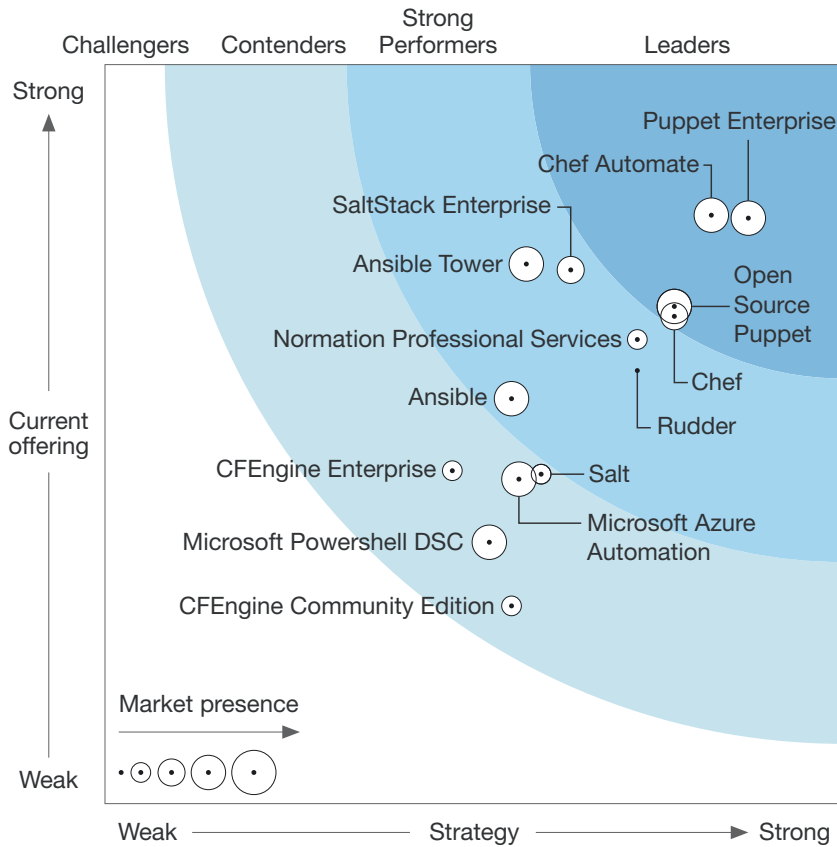 Challengers
Contenders
Strong
Performers
Leaders
Strong
Puppet Enterprise
Chef Automate
SaltStack Enterprise
Ansible Tower
Open
Source
Puppet
Normation Professional Services
Chef
Ansible
Rudder
Current
offering
CFEngine Enterprise
Salt
Microsoft Azure
Automation
Microsoft Powershell DSC
CFEngine Community Edition
Market presence
Weak
Weak
Strategy
Strong